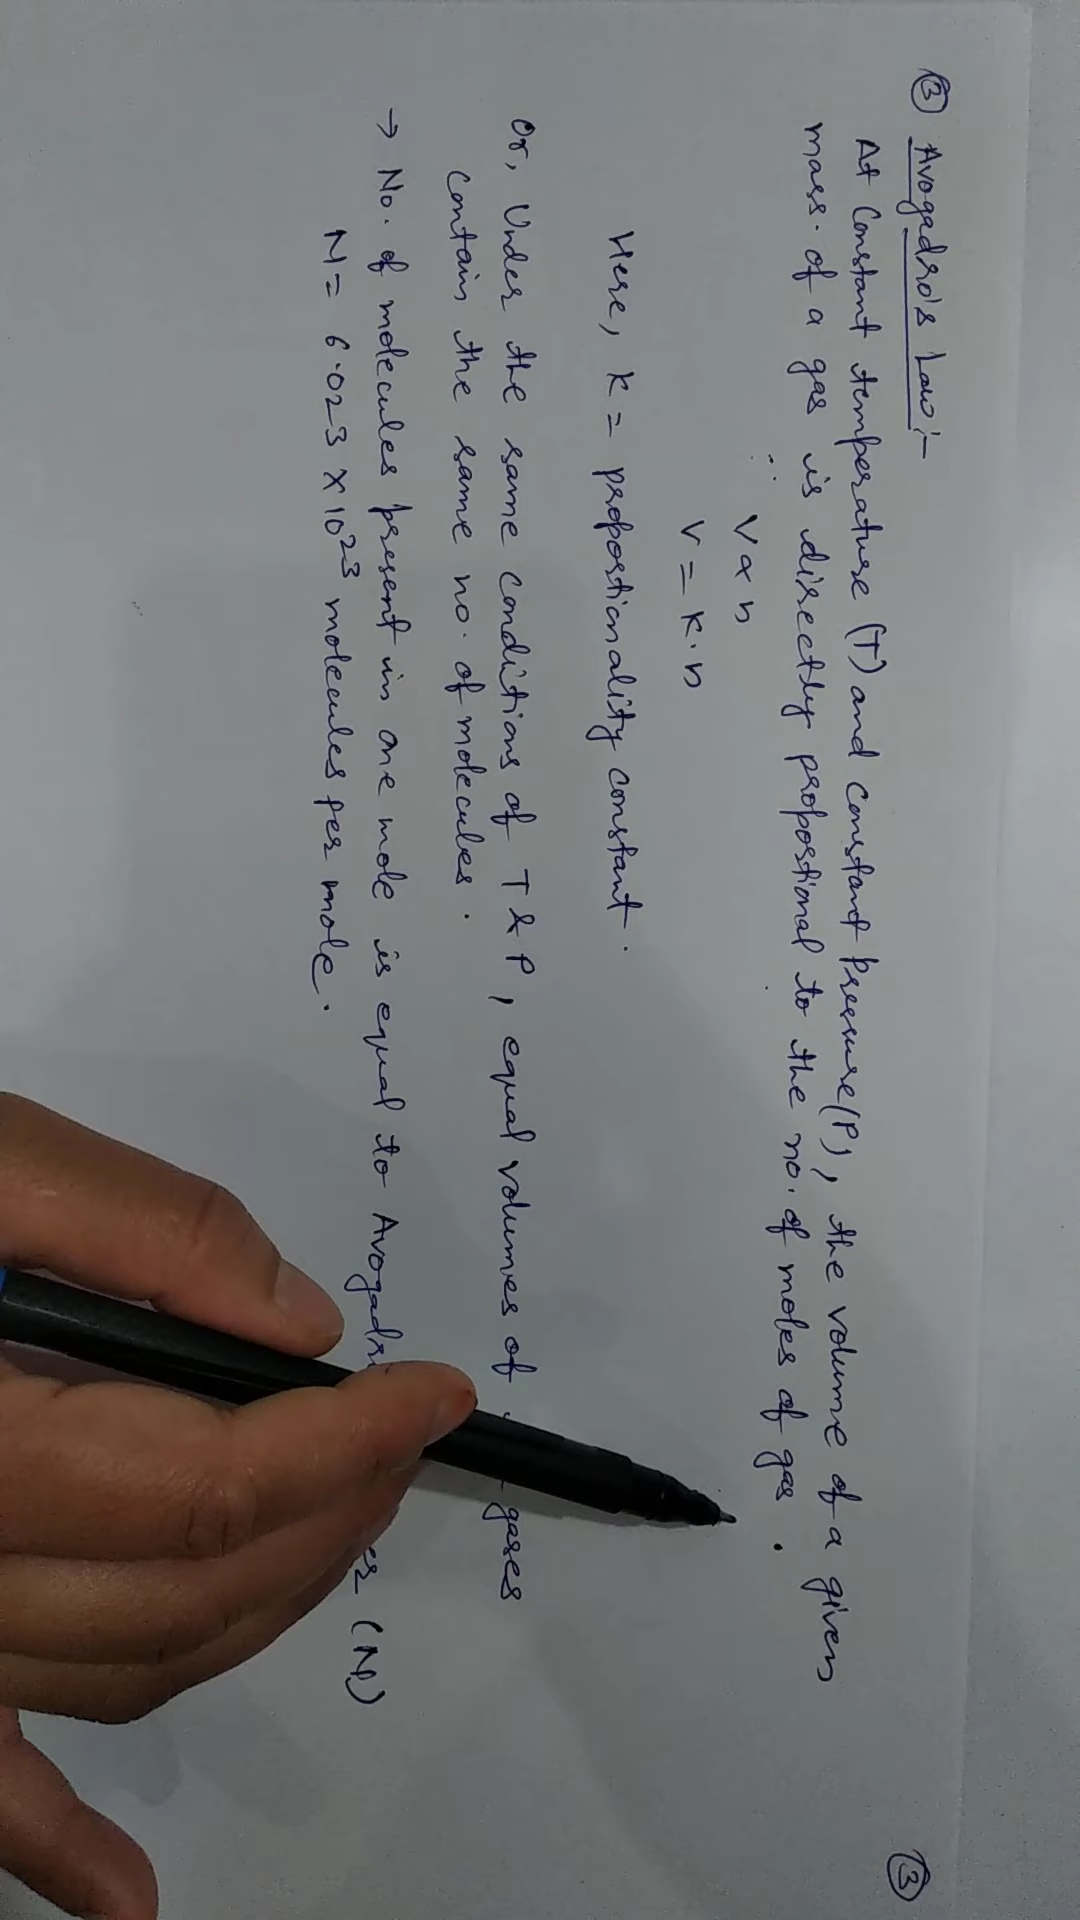 ③ Avogadro's Law:-
At Constant temperature (T) and constant Pressure (P), the volume of a given
mass. of a gas is directly proportional to the no. of moles of gas.
∴ V ∝ n
V = K.n
Here, K = proportionality constant.
Or, Under the same conditions of T & P, equal volumes of gases
contain the same no. of molecules.
→ No. of molecules present in one mole is equal to (N)
N = 6.023 × 10²³ molecules per mole.
③